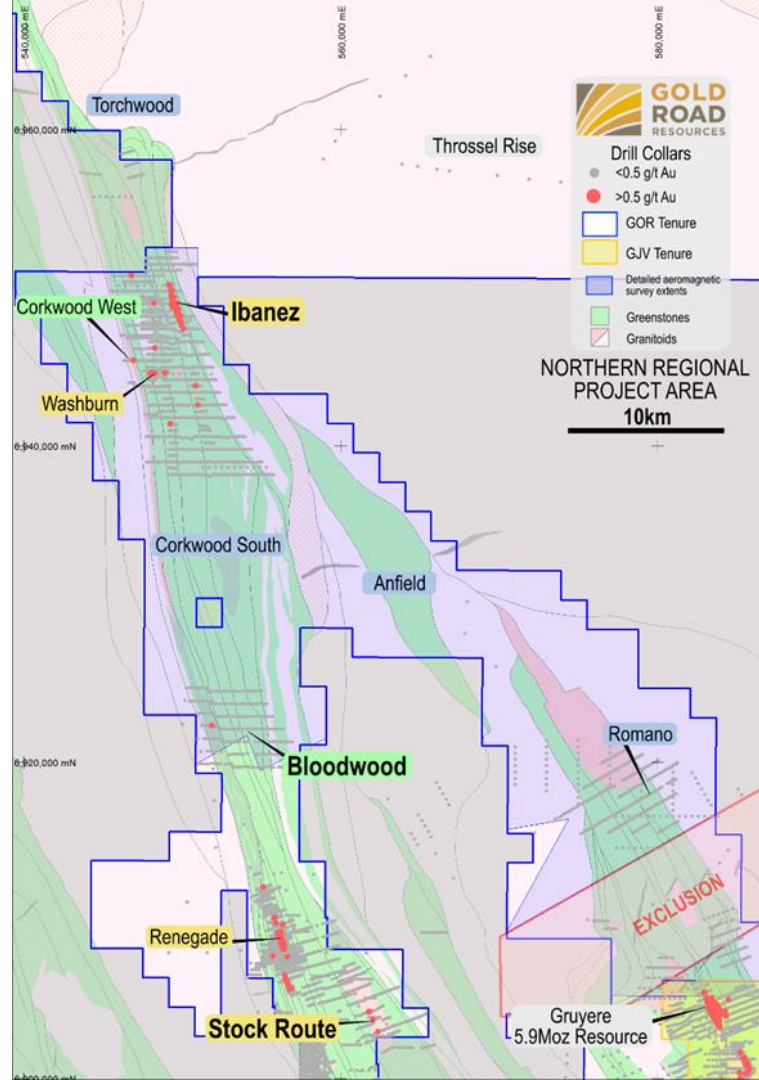 540,000 mE
560,000 mE
580,000 mE
Torchwood
6,960,000 mN
Throssel Rise
GOLD
ROAD
RESOURCES
Drill Collars
<0.5 g/t Au
>0.5 g/t Au
GOR Tenure
GJV Tenure
Detailed aeromagnetic
survey extents
Greenstones
Granitoids
Corkwood West
Ibanez
NORTHERN REGIONAL
PROJECT AREA
10km
Washburn
6,940,000 mN
Corkwood South
Anfield
Romano
6,920,000 mN
Bloodwood
EXCLUSION
Renegade
Stock Route
Gruyere
5.9Moz Resource